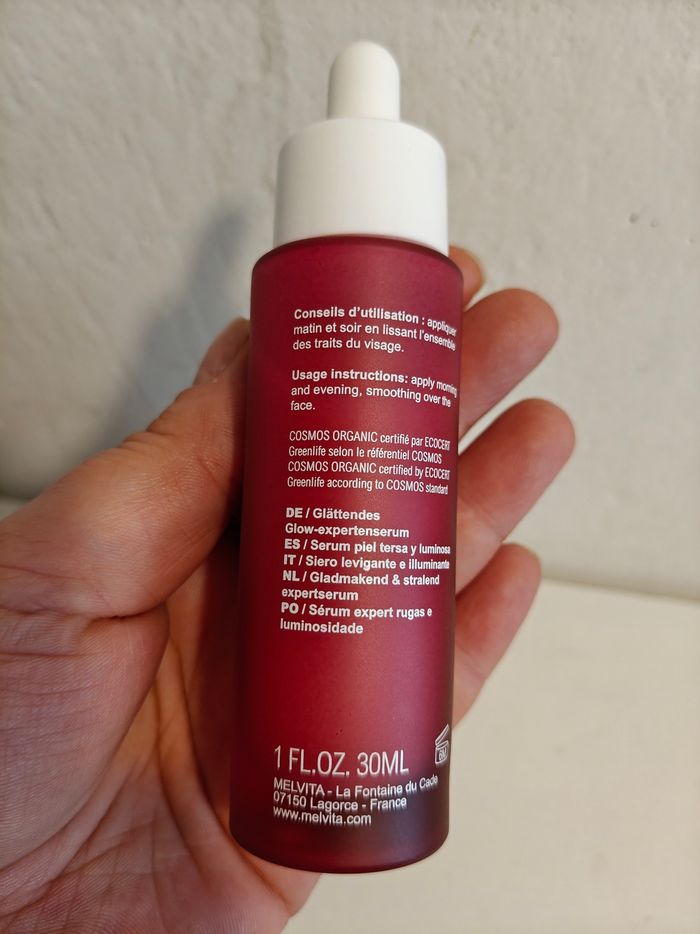 Conseils d'utilisation : appliquer
matin et soir en lissant l'ensemble
des traits du visage.
Usage instructions: apply morning
and evening, smoothing over the
face.
COSMOS ORGANIC certifié par ECOCERT
Greenlife selon le référentiel COSMOS
COSMOS ORGANIC certified by ECOCERT
Greenlife according to COSMOS standard
DE / Glättendes
Glow-expertenserum
ES / Serum piel tersa y luminosa
IT / Siero levigante e illuminante
NL / Gladmakend & stralend
expertserum
PO / Sérum expert rugas e
luminosidade
6M
1 FL.OZ. 30ML
MELVITA - La Fontaine du Cade
07150 Lagorce - France
www.melvita.com